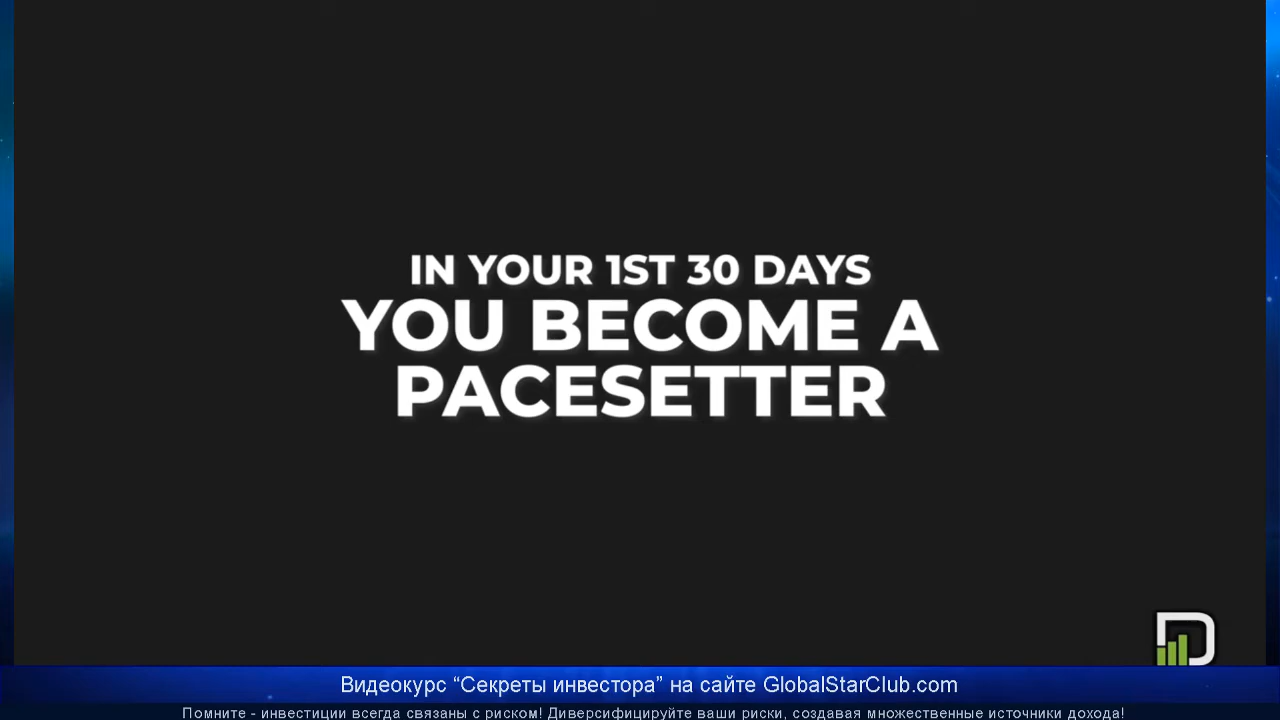 IN YOUR 1ST 30 DAYS
YOU BECOME A
PACESETTER
Видеокурс “Секреты инвестора” на сайте GlobalStarClub.com
Помните - инвестиции всегда связаны с риском! Диверсифицируйте ваши риски, создавая множественные источники дохода!